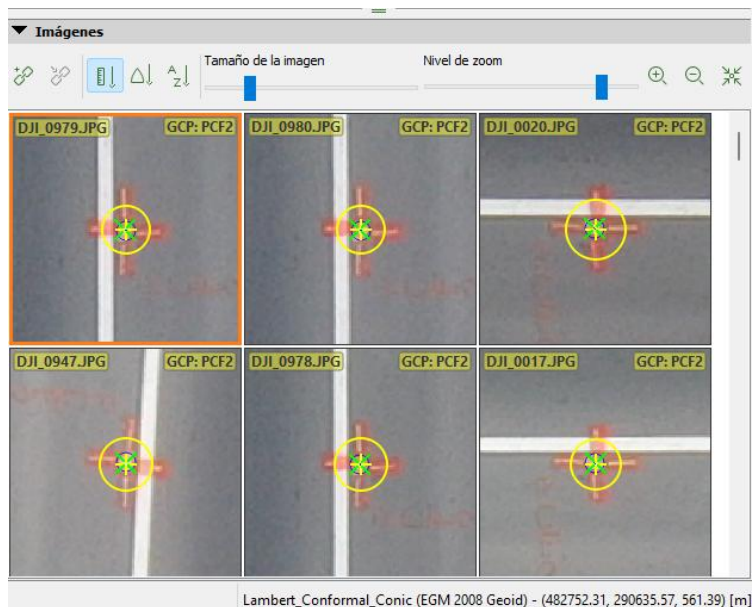 Imágenes
Tamaño de la imagen
Nivel de zoom
A
Z
DJI_0979.JPG GCP: PCF2
DJI_0980.JPG GCP: PCF2
DJI_0020.JPG GCP: PCF2
DJI_0947.JPG GCP: PCF2
DJI_0978.JPG GCP: PCF2
DJI_0017.JPG GCP: PCF2
Lambert_Conformal_Conic (EGM 2008 Geoid) - (482752.31, 290635.57, 561.39) [m]